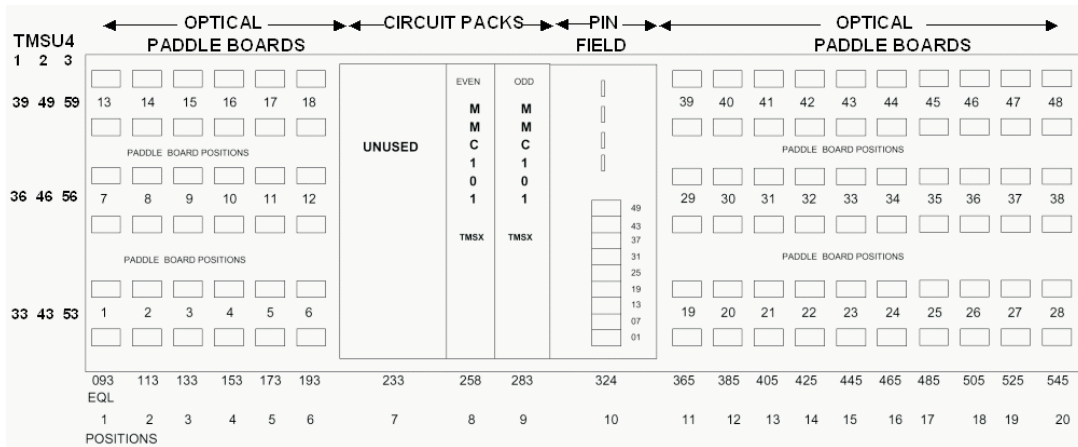 OPTICAL CIRCUIT PACKS PIN OPTICAL
TMSU4 PADDLE BOARDS FIELD PADDLE BOARDS
1 2 3
EVEN ODD
39 49 59 13 14 15 16 17 18 39 40 41 42 43 44 45 46 47 48
PADDLE BOARD POSITIONS UNUSED PADDLE BOARD POSITIONS
M M
M M
C C
1 1
0 0
1 1
36 46 56 7 8 9 10 11 12 29 30 31 32 33 34 35 36 37 38
49
43
TMSX TMSX 37
PADDLE BOARD POSITIONS 31 PADDLE BOARD POSITIONS
25
19
13
33 43 53 1 2 3 4 5 6 19 20 21 22 23 24 25 26 27 28
07
01
093 113 133 153 173 193 233 258 283 324 365 385 405 425 445 465 485 505 525 545
EQL
1 2 3 4 5 6 7 8 9 10 11 12 13 14 15 16 17 18 19 20
POSITIONS